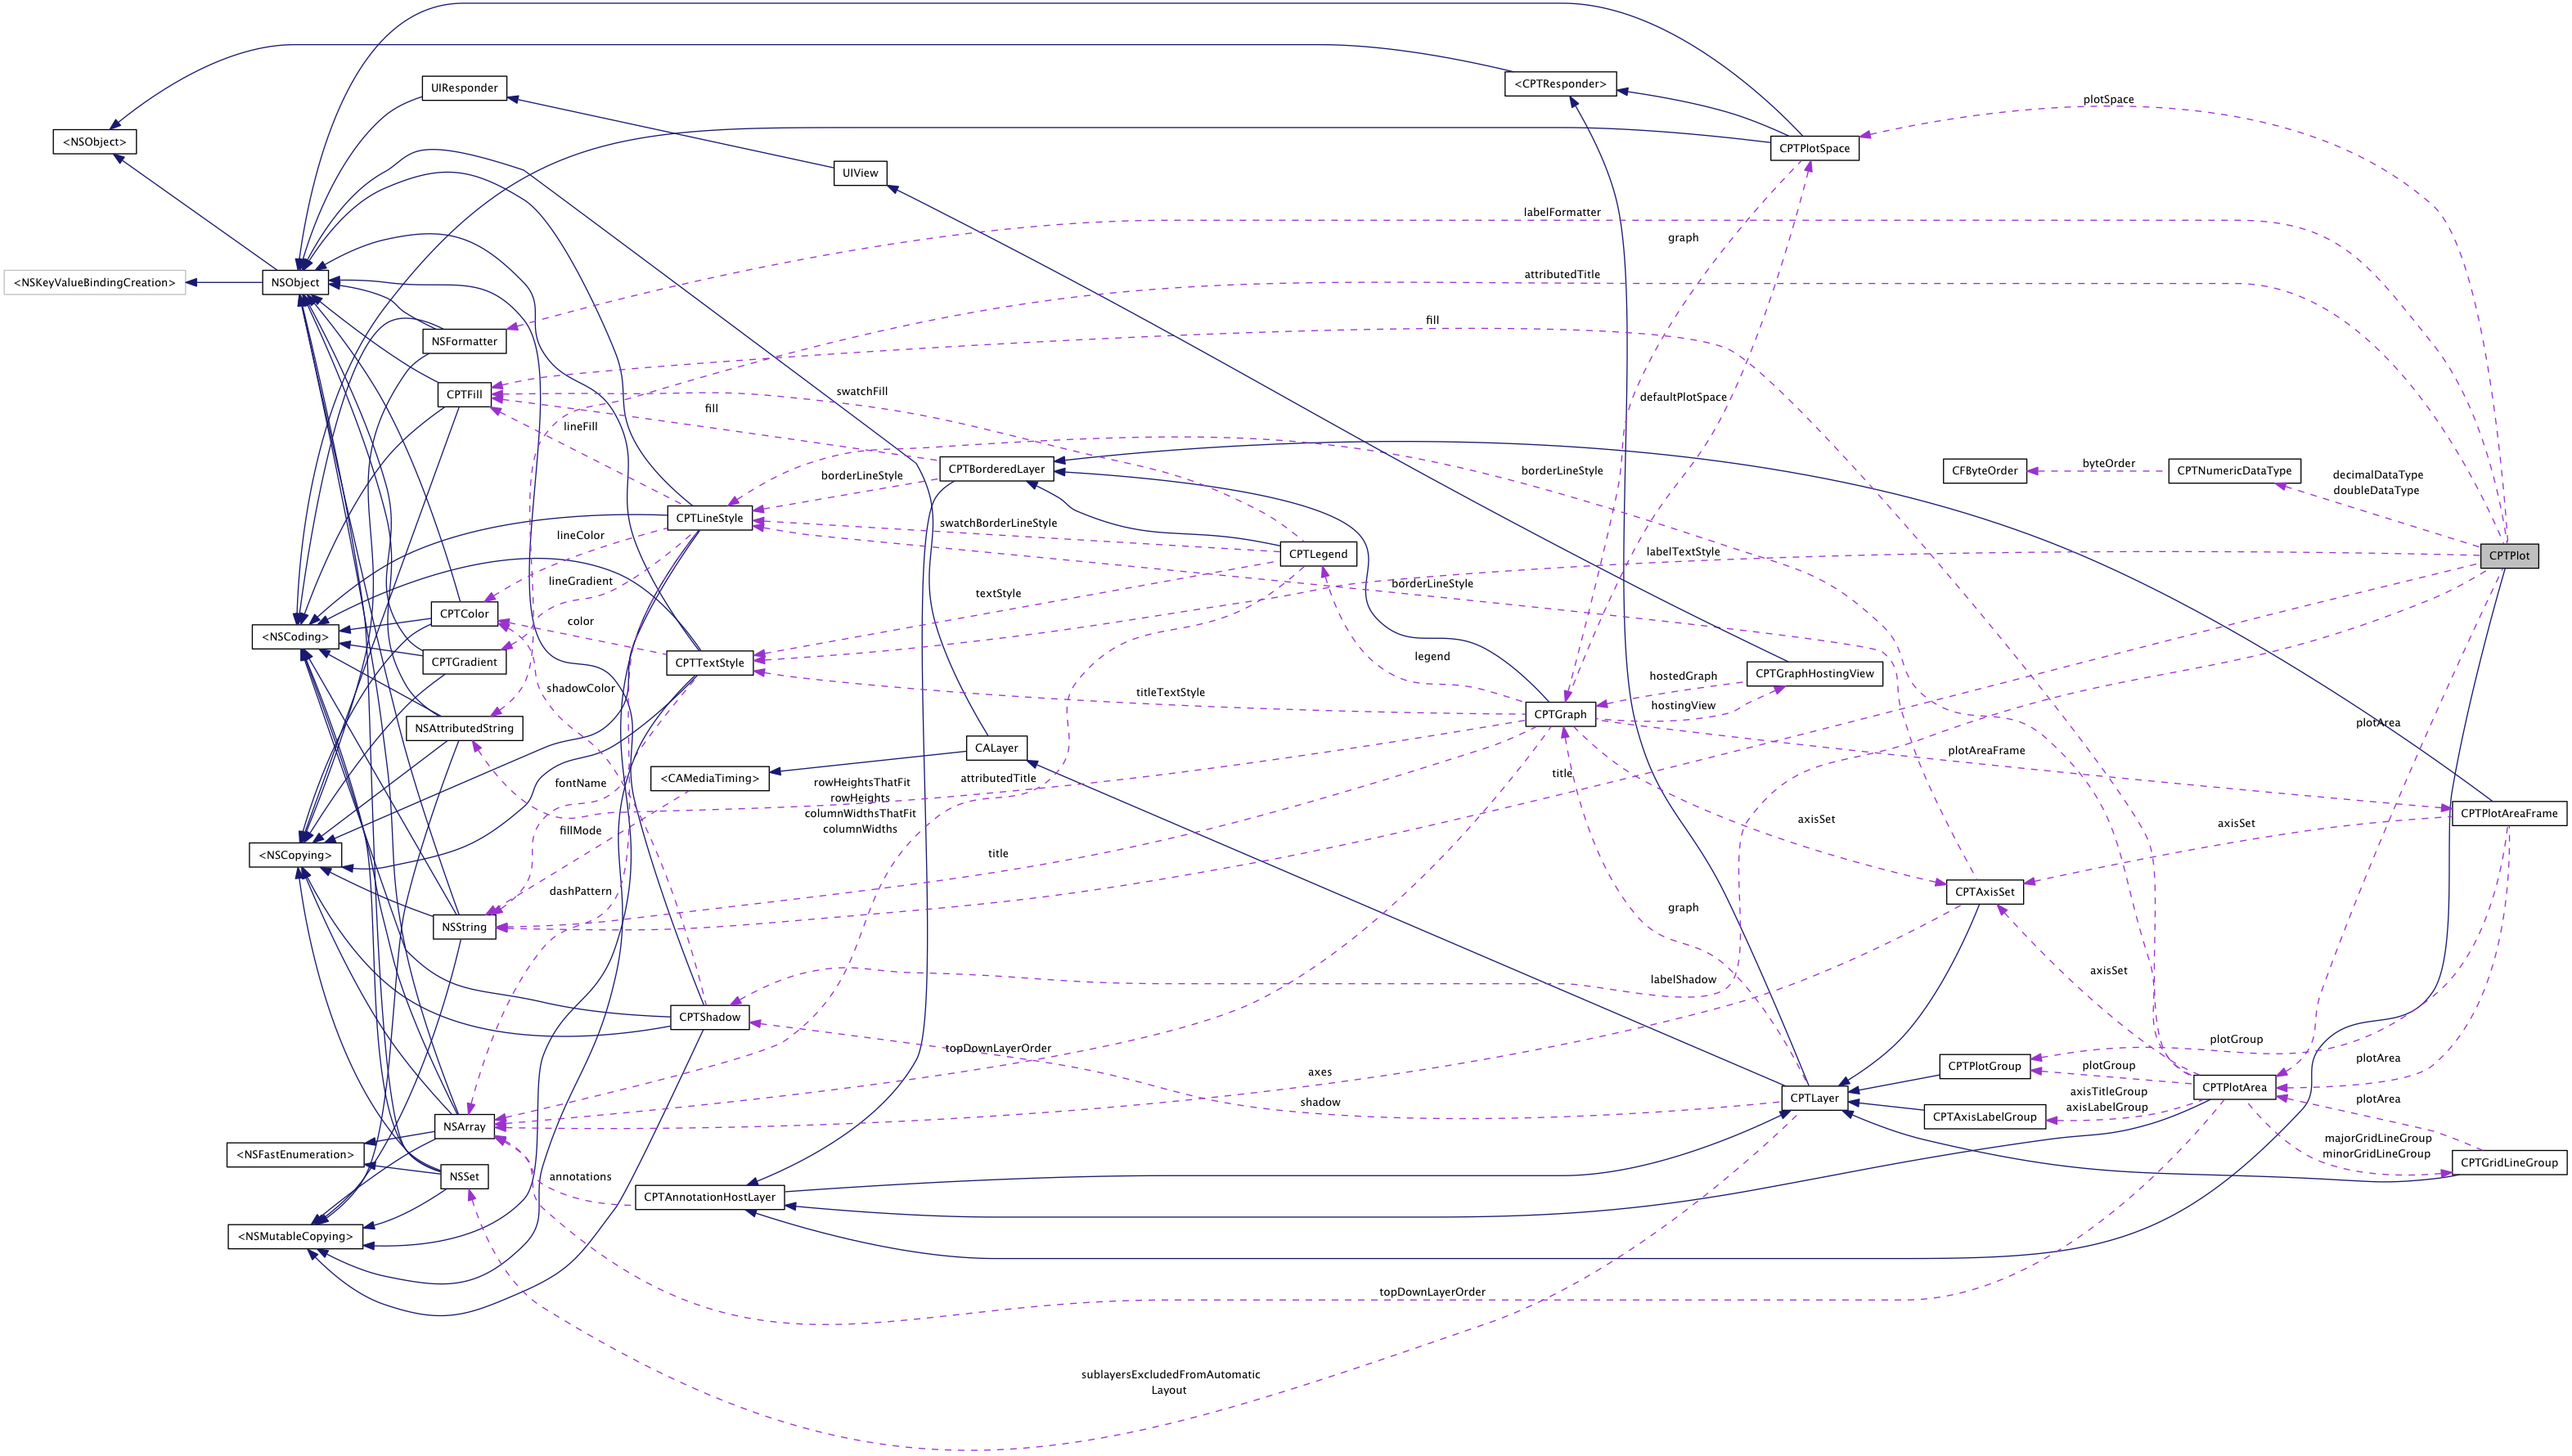 <CPTResponder>
UIResponder
plotSpace
<NSObject>
CPTPlotSpace
UIView
labelFormatter
graph
attributedTitle
<NSKeyValueBindingCreation>
NSObject
fill
NSFormatter
swatchFill
CPTFill
defaultPlotSpace
fill
lineFill
borderLineStyle
CPTBorderedLayer
byteOrder
CFByteOrder
CPTNumericDataType
decimalDataType
doubleDataType
borderLineStyle
CPTLineStyle
swatchBorderLineStyle
lineColor
CPTLegend
labelTextStyle
CPTPlot
lineGradient
borderLineStyle
textStyle
CPTColor
color
<NSCoding>
legend
CPTGradient
CPTTextStyle
hostedGraph
CPTGraphHostingView
shadowColor
titleTextStyle
hostingView
CPTGraph
plotArea
NSAttributedString
CALayer
plotAreaFrame
<CAMediaTiming>
attributedTitle
title
fontName
rowHeightsThatFit
rowHeights
columnWidthsThatFit
columnWidths
CPTPlotAreaFrame
axisSet
axisSet
fillMode
<NSCopying>
title
dashPattern
CPTAxisSet
graph
NSString
axisSet
labelShadow
CPTShadow
plotGroup
topDownLayerOrder
plotArea
plotGroup
CPTPlotGroup
axes
CPTPlotArea
axisTitleGroup
axisLabelGroup
shadow
CPTLayer
plotArea
CPTAxisLabelGroup
NSArray
majorGridLineGroup
minorGridLineGroup
<NSFastEnumeration>
CPTGridLineGroup
NSSet
annotations
CPTAnnotationHostLayer
<NSMutableCopying>
topDownLayerOrder
sublayersExcludedFromAutomatic
Layout